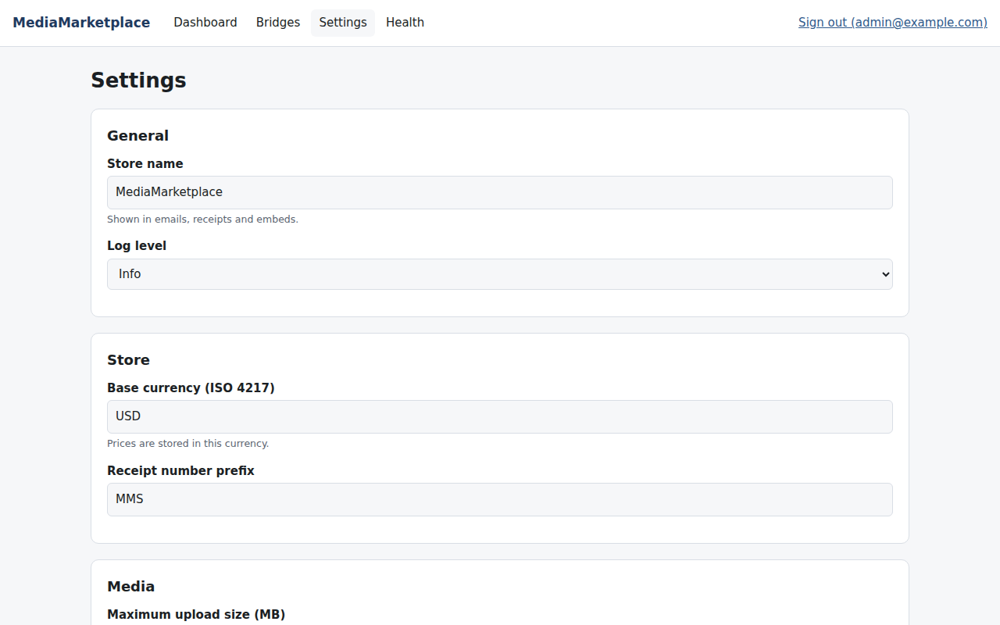 MediaMarketplace Dashboard Bridges Settings Health Sign out (admin@example.com)
Settings
General
Store name
MediaMarketplace
Shown in emails, receipts and embeds.
Log level
Info
Store
Base currency (ISO 4217)
USD
Prices are stored in this currency.
Receipt number prefix
MMS
Media
Maximum upload size (MB)